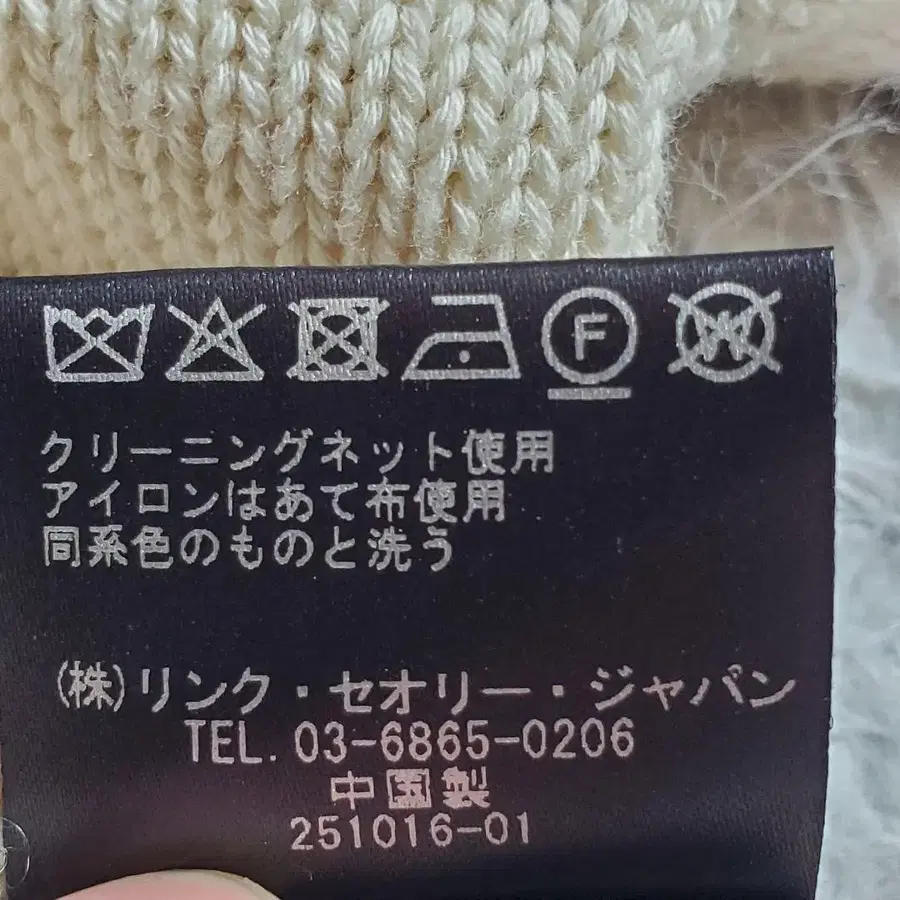 F W
クリーニングネット使用
アイロンはあて布使用
同系色のものと洗う
(株)リンク・セオリー・ジャパン
TEL. 03-6865-0206
中国製
251016-01